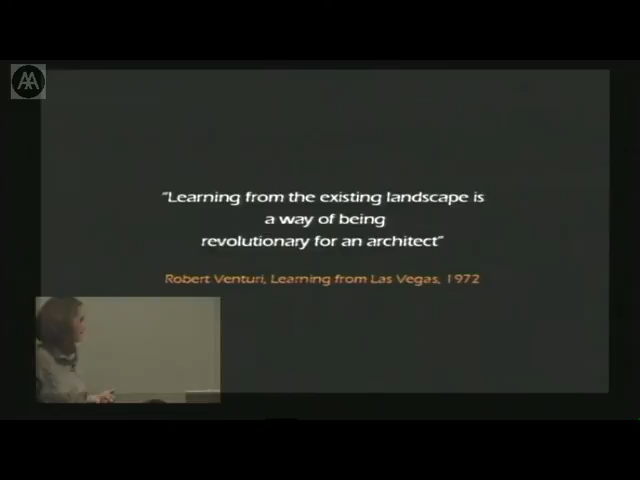 AA
"Learning from the existing landscape is
a way of being
revolutionary for an architect"
Robert Venturi, Learning from Las Vegas, 1972